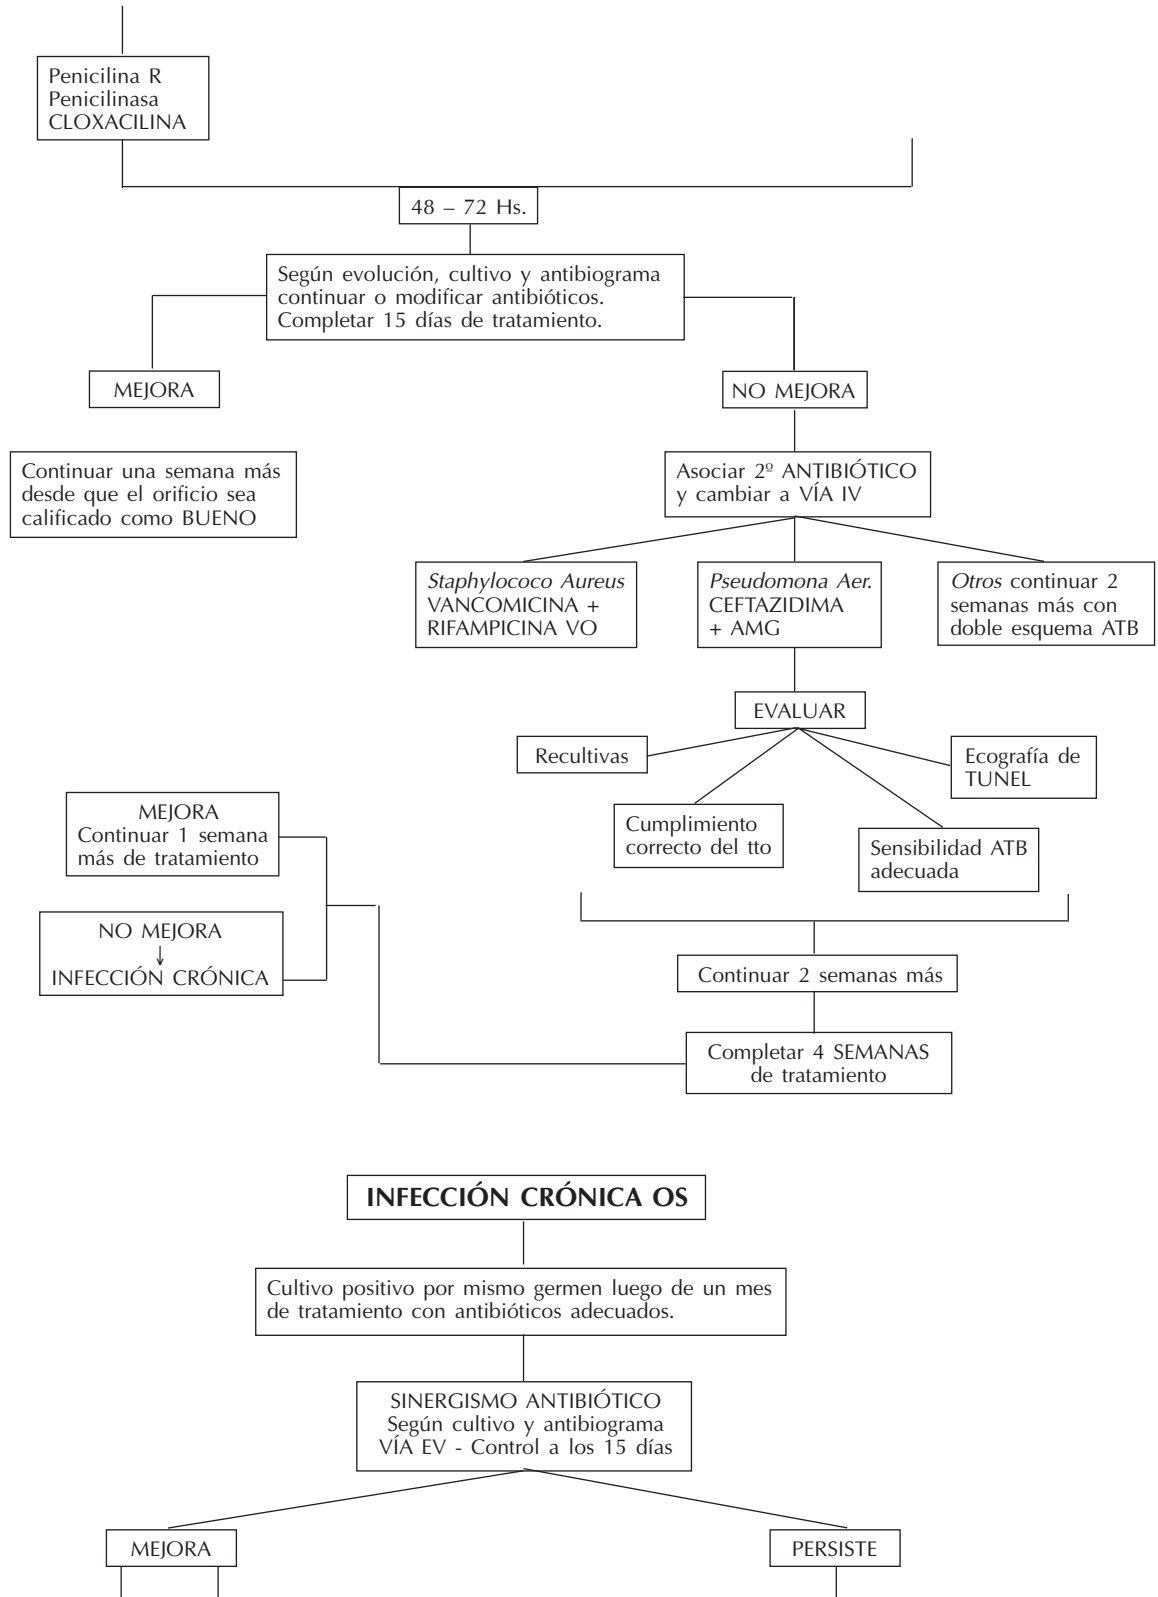 Penicilina R
Penicilinasa
CLOXACILINA
48 – 72 Hs.
Según evolución, cultivo y antibiograma
continuar o modificar antibióticos.
Completar 15 días de tratamiento.
MEJORA
NO MEJORA
Continuar una semana más
desde que el orificio sea
calificado como BUENO
Asociar 2º ANTIBIÓTICO
y cambiar a VÍA IV
Staphylococo Aureus
VANCOMICINA +
RIFAMPICINA VO
Pseudomona Aer.
CEFTAZIDIMA
+ AMG
Otros continuar 2
semanas más con
doble esquema ATB
EVALUAR
Recultivas
Ecografía de
TUNEL
Cumplimiento
correcto del tto
Sensibilidad ATB
adecuada
MEJORA
Continuar 1 semana
más de tratamiento
NO MEJORA
↓
INFECCIÓN CRÓNICA
Continuar 2 semanas más
Completar 4 SEMANAS
de tratamiento
INFECCIÓN CRÓNICA OS
Cultivo positivo por mismo germen luego de un mes
de tratamiento con antibióticos adecuados.
SINERGISMO ANTIBIÓTICO
Según cultivo y antibiograma
VÍA EV - Control a los 15 días
MEJORA
PERSISTE